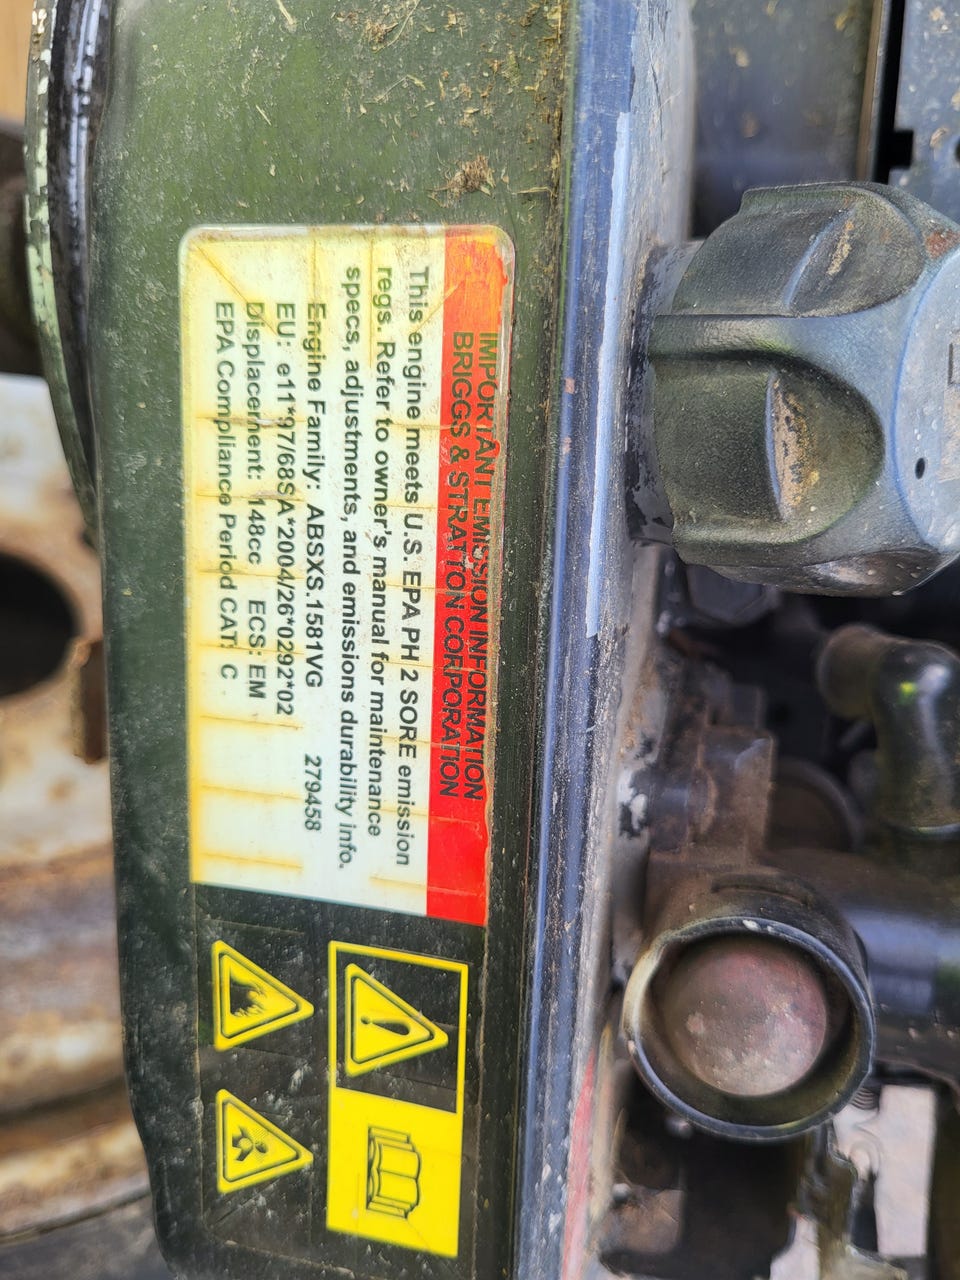 IMPORTANT EMISSION INFORMATION
BRIGGS & STRATTON CORPORATION
This engine meets U.S. EPA PH 2 SORE emission
regs. Refer to owner's manual for maintenance
specs, adjustments, and emissions durability info.
Engine Family: ABSXS.1581VG 279458
EU: e11*9768SA*2004/26*0292*02
Displacement: 148cc ECS: EM
EPA Compliance Period CAT: C